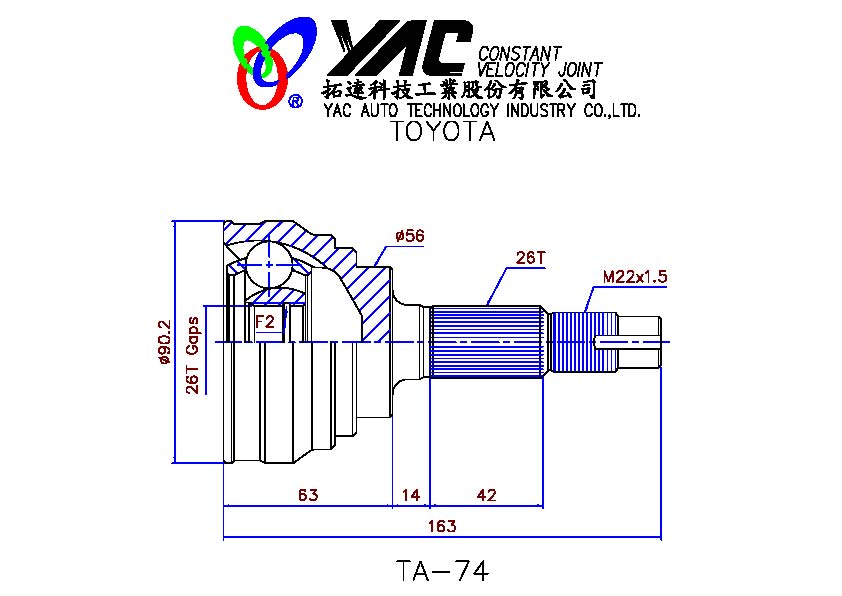 YAC CONSTANT
VELOCITY JOINT
®
拓達科技工業股份有限公司
YAC AUTO TECHNOLOGY INDUSTRY CO.,LTD.
TOYOTA
ø56
26T
M22x1.5
F2
ø90.2
26T Gaps
63
14
42
163
TA-74